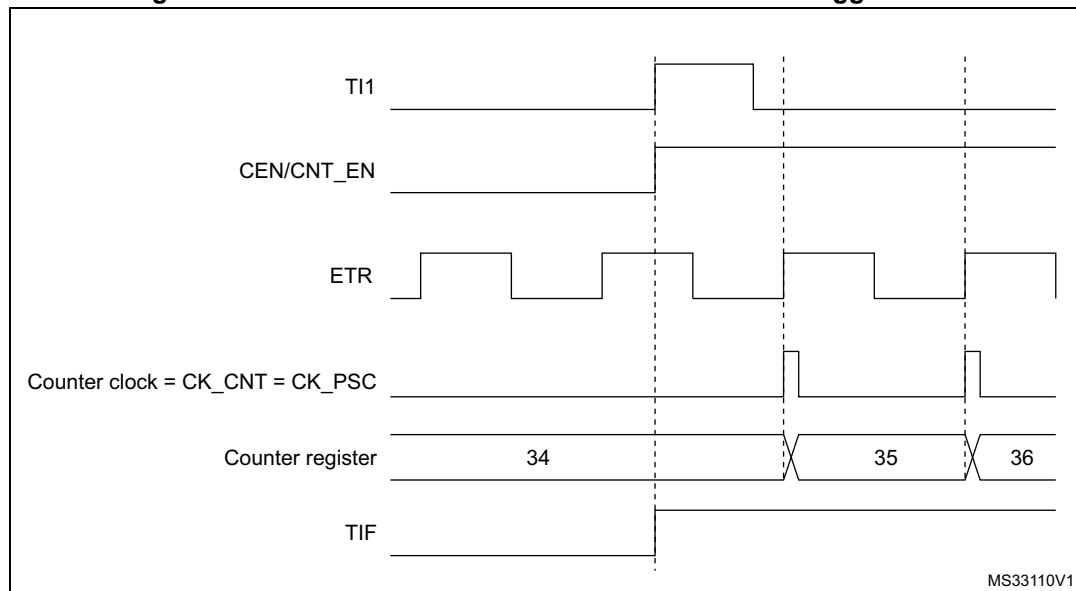 TI1
CEN/CNT_EN
ETR
Counter clock = CK_CNT = CK_PSC
Counter register 34 35 36
TIF
MS33110V1